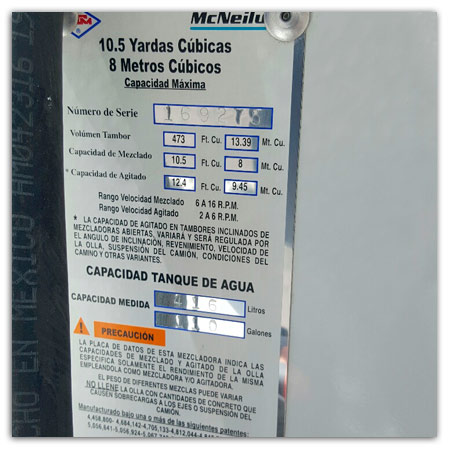 McNeilus
10.5 Yardas Cúbicas
8 Metros Cúbicos
Capacidad Máxima
Número de Serie
Volúmen Tambor 473 Ft. Cu. 13.39 Mt. Cu.
Capacidad de Mezclado 10.5 Ft. Cu. 8 Mt. Cu.
* Capacidad de Agitado 12.4 Ft. Cu. 9.45 Mt. Cu.
Rango Velocidad Mezclado 6 A 16 R.P.M.
Rango Velocidad Agitado 2 A 6 R.P.M.
* LA CAPACIDAD DE AGITADO EN TAMBORES INCLINADOS DE
MEZCLADORAS ABIERTAS, VARIARÁ Y SERÁ REGULADA POR
EL ANGULO DE INCLINACIÓN, REVENIMIENTO, VELOCIDAD DE
LA OLLA, SUSPENSIÓN DEL CAMIÓN, CONDICIONES DEL
CAMINO Y OTRAS VARIANTES.
CAPACIDAD TANQUE DE AGUA
CAPACIDAD MEDIDA 416 Litros
110 Galones
PRECAUCIÓN
LA PLACA DE DATOS DE ESTA MEZCLADORA INDICA LAS
CAPACIDADES DE MEZCLADO Y AGITADO DE LA OLLA
ESPECIFICA SOLAMENTE EL RENDIMIENTO DE LA MISMA
EMPLEANDOLA COMO MEZCLADORA Y/O AGITADORA.
EL PESO DE DIFERENTES MEZCLAS PUEDE VARIAR
NO LLENE LA OLLA CON CANTIDADES DE CONCRETO QUE
CAUSEN SOBRECARGAS A LOS EJES O SUSPENSIÓN DEL
CAMIÓN.
Manufacturado bajo una o más de las siguientes patentes: